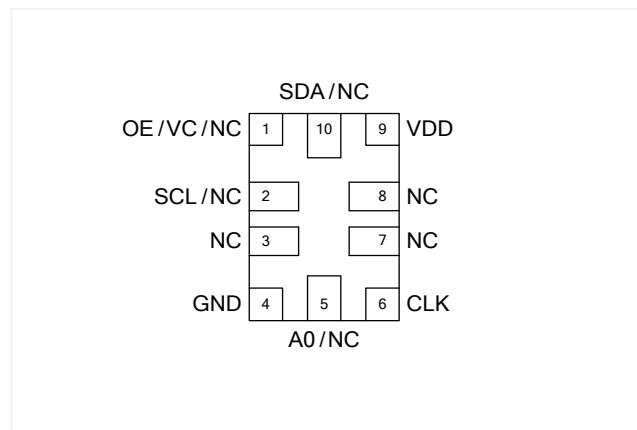 SDA/NC
OE/VC/NC 1 10 9 VDD
SCL/NC 2 8 NC
NC 3 7 NC
GND 4 5 6 CLK
A0/NC